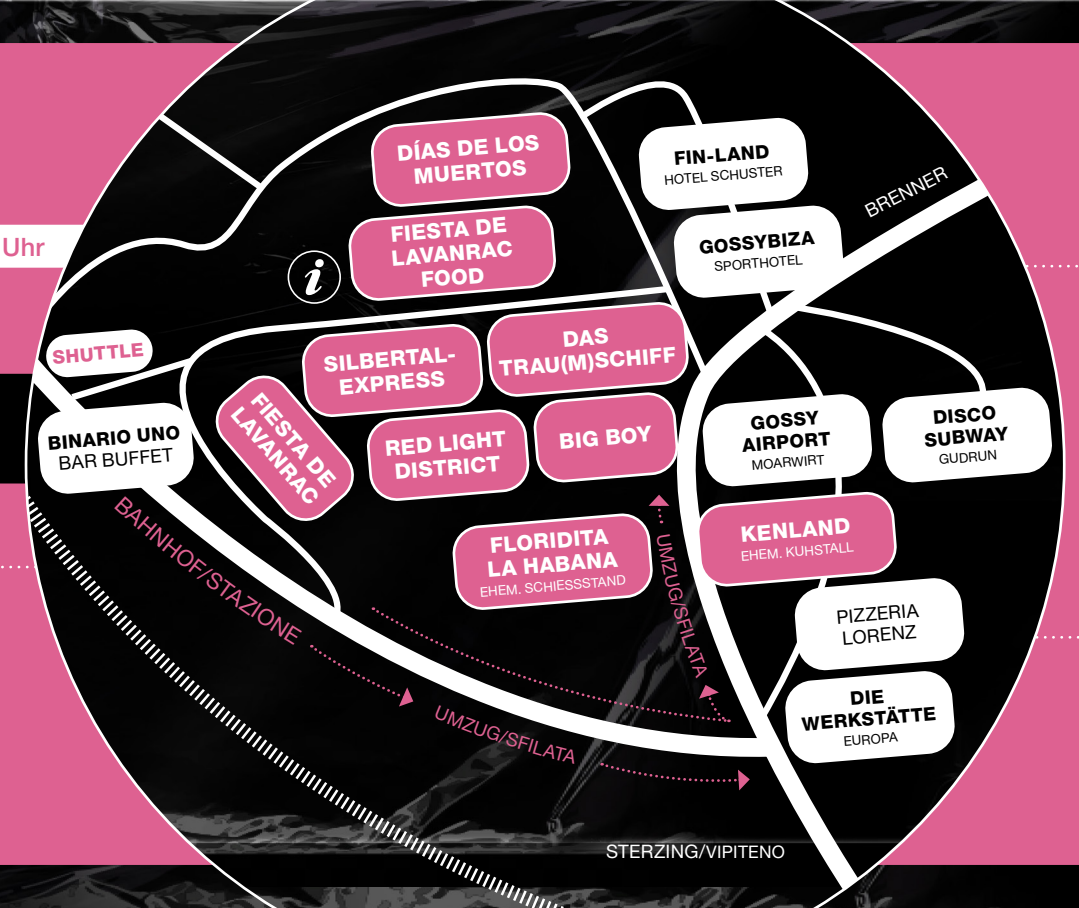 DÍAS DE LOS
MUERTOS
FIN-LAND
HOTEL SCHUSTER
BRENNER
Uhr
FIESTA DE
LAVANRAC
FOOD
GOSSYBIZA
SPORTHOTEL
i
SHUTTLE
SILBERTAL-
EXPRESS
DAS
TRAU(M)SCHIFF
BINARIO UNO
BAR BUFFET
FIESTA DE
LAVANRAC
RED LIGHT
DISTRICT
BIG BOY
GOSSY
AIRPORT
MOARWIRT
DISCO
SUBWAY
GUDRUN
FLORIDITA
LA HABANA
EHEM. SCHIESSSTAND
UMZUG/SFILATA
KENLAND
EHEM. KUHSTALL
BAHNHOF/STAZIONE
PIZZERIA
LORENZ
UMZUG/SFILATA
DIE
WERKSTÄTTE
EUROPA
STERZING/VIPITENO